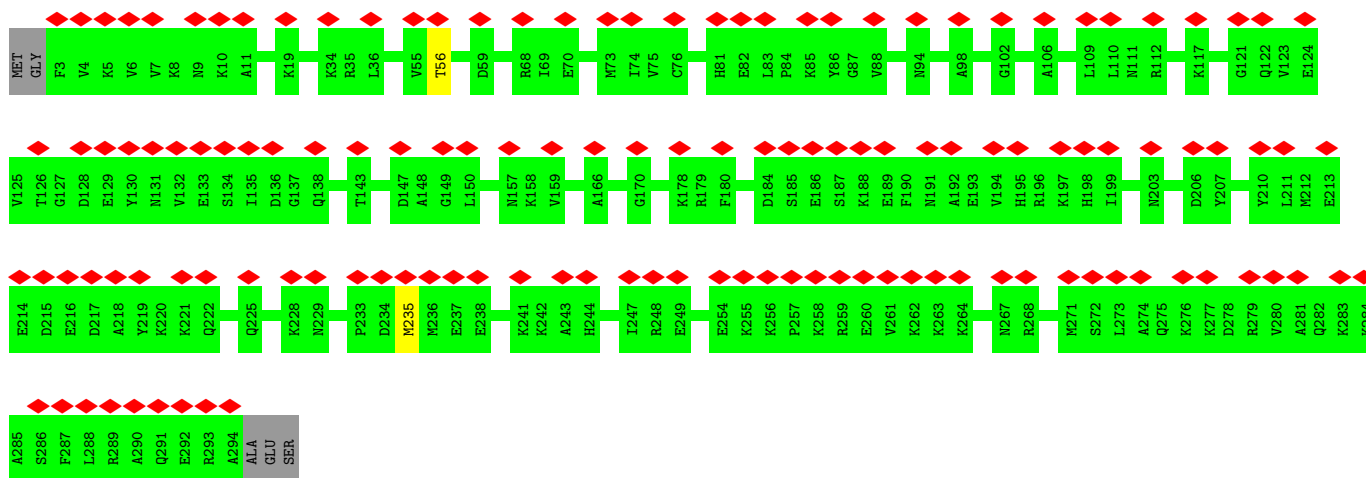 MET GLY F3 V4 K5 V6 V7 K8 N9 K10 A11 K19 K34 R35 L36 V55 T56 D59 R68 I69 E70 M73 I74 V75 C76 H81 E82 L83 P84 K85 Y86 G87 V88 N94 A98 G102 A106 L109 L110 N111 R112 K117 G121 Q122 V123 E124
V125 T126 G127 D128 E129 Y130 N131 V132 E133 S134 I135 D136 G137 Q138 T143 D147 A148 G149 L150 N157 K158 V159 A166 G170 K178 R179 F180 D184 S185 E186 S187 K188 E189 F190 N191 A192 E193 V194 H195 R196 K197 H198 I199 N203 D206 Y207 Y210 L211 M212 E213
E214 D215 E216 D217 A218 Y219 K220 K221 Q222 Q225 K228 N229 P233 D234 M235 M236 E237 E238 K241 K242 A243 H244 I247 R248 E249 E254 K255 K256 P257 K258 R259 E260 V261 K262 K263 K264 N267 R268 M271 S272 L273 A274 Q275 K276 K277 D278 R279 V280 A281 Q282 K283
A285 S286 F287 L288 R289 A290 Q291 E292 R293 A294 ALA GLU SER